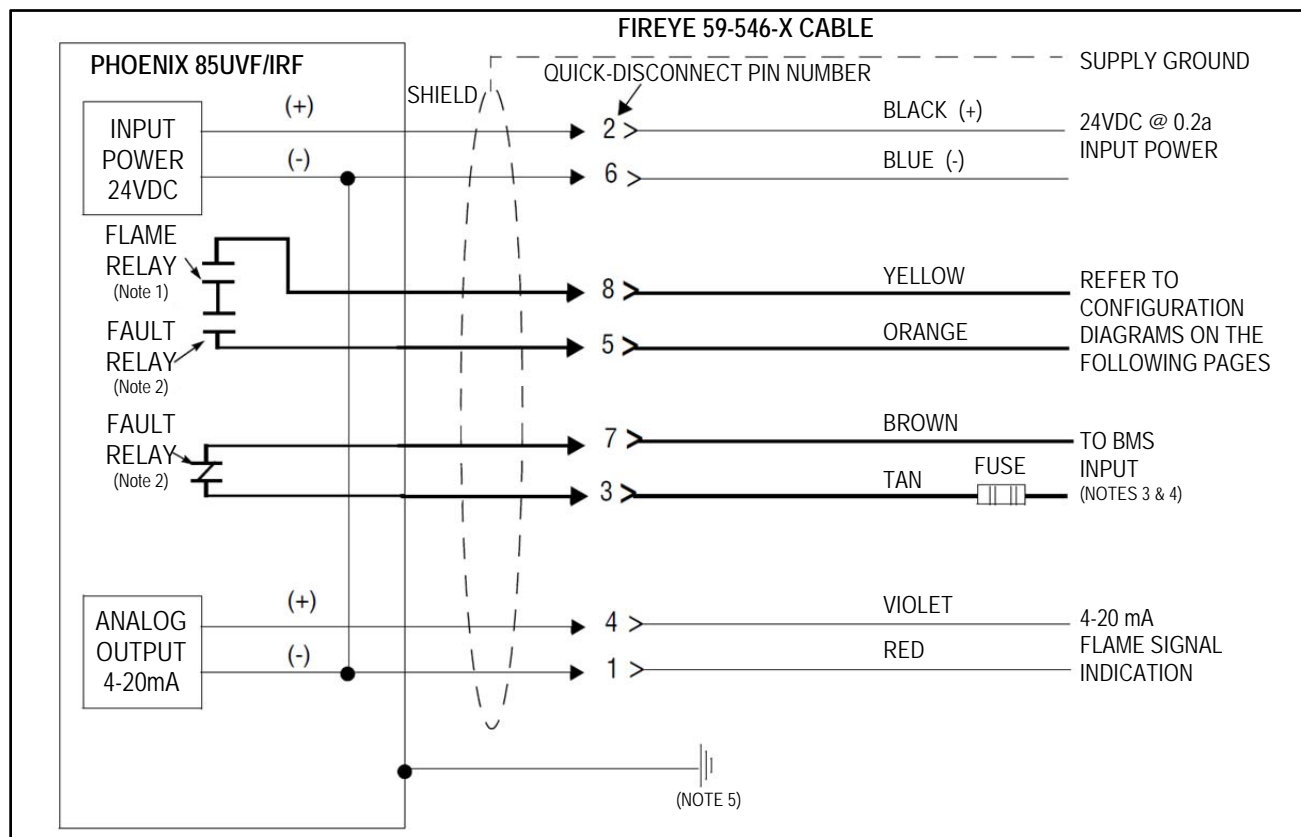 FIREYE 59-546-X CABLE
PHOENIX 85UVF/IRF
SUPPLY GROUND
QUICK-DISCONNECT PIN NUMBER
SHIELD
INPUT
POWER
24VDC
(+)
(-)
2
6
BLACK (+)
BLUE (-)
24VDC @ 0.2a
INPUT POWER
FLAME
RELAY
(Note 1)
FAULT
RELAY
(Note 2)
8
5
YELLOW
ORANGE
REFER TO
CONFIGURATION
DIAGRAMS ON THE
FOLLOWING PAGES
FAULT
RELAY
(Note 2)
7
3
BROWN
TAN
FUSE
TO BMS
INPUT
(NOTES 3 & 4)
ANALOG
OUTPUT
4-20mA
(+)
(-)
4
1
VIOLET
RED
4-20 mA
FLAME SIGNAL
INDICATION
(NOTE 5)